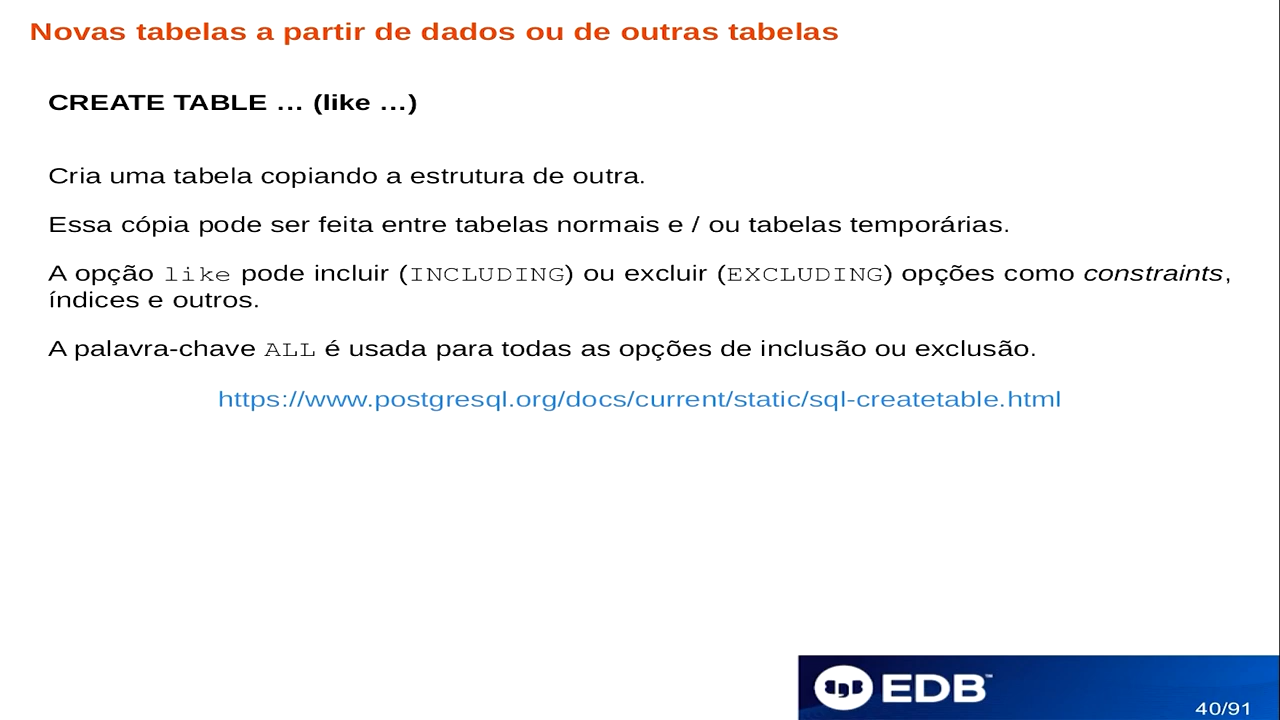 Novas tabelas a partir de dados ou de outras tabelas
CREATE TABLE … (like …)
Cria uma tabela copiando a estrutura de outra.
Essa cópia pode ser feita entre tabelas normais e / ou tabelas temporárias.
A opção like pode incluir (INCLUDING) ou excluir (EXCLUDING) opções como constraints,
índices e outros.
A palavra-chave ALL é usada para todas as opções de inclusão ou exclusão.
https://www.postgresql.org/docs/current/static/sql-createtable.html
EDB™
40/91